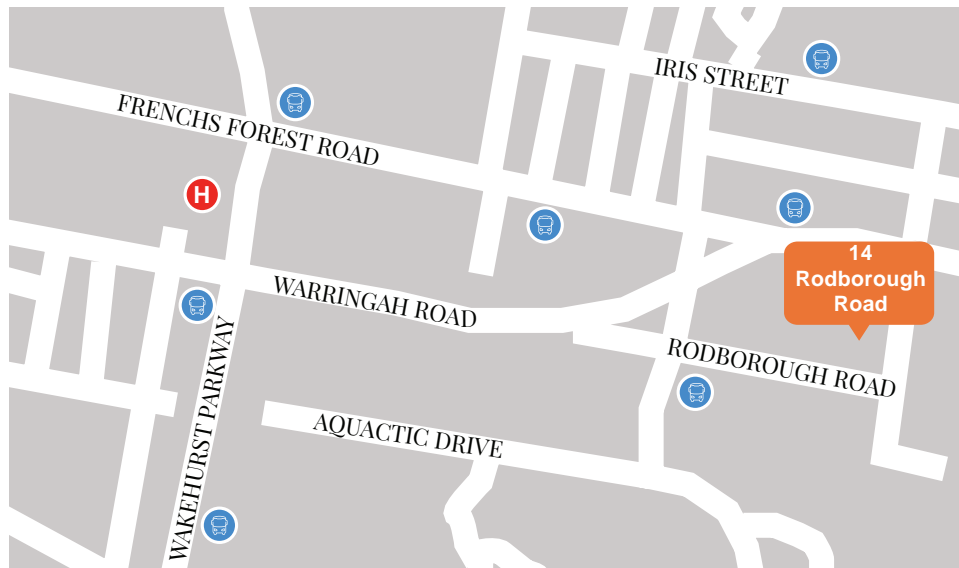 IRIS STREET
FRENCHS FOREST ROAD
H
14
Rodborough
Road
WARRINGAH ROAD
RODBOROUGH ROAD
WAKEHURST PARKWAY
AQUACTIC DRIVE